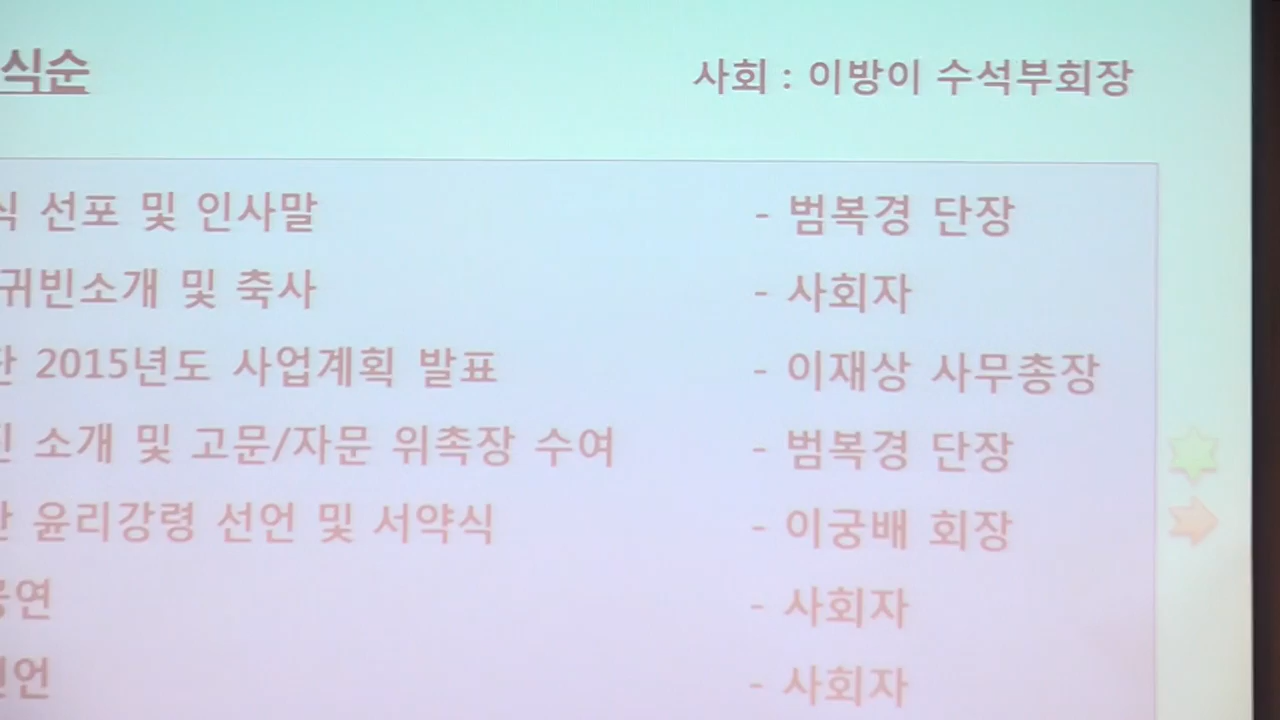 식순
사회 : 이방이 수석부회장
선포 및 인사말 - 범복경 단장
귀빈소개 및 축사 - 사회자
2015년도 사업계획 발표 - 이재상 사무총장
소개 및 고문/자문 위촉장 수여 - 범복경 단장
윤리강령 선언 및 서약식 - 이궁배 회장
- 사회자
- 사회자